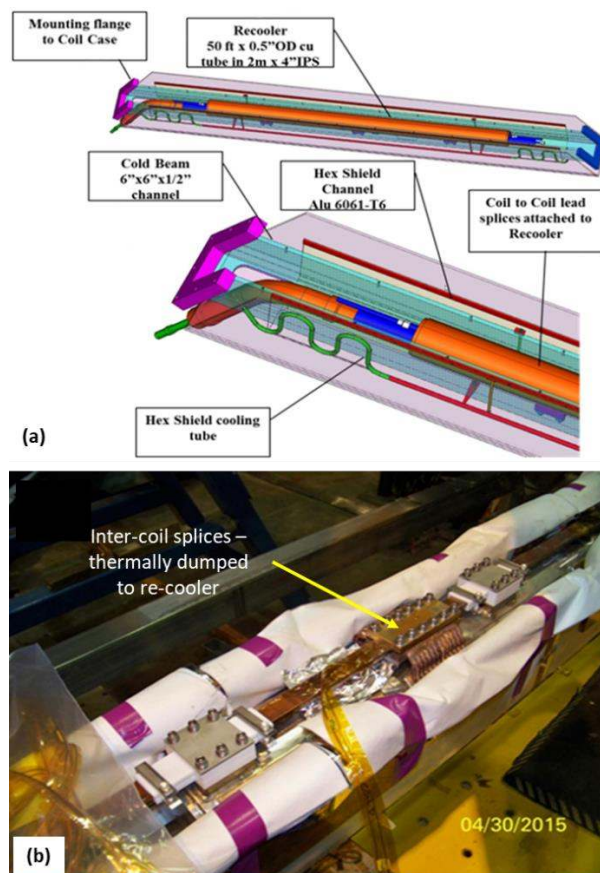 Mounting flange
to Coil Case
Recooler
50 ft x 0.5”OD cu
tube in 2m x 4”IPS
Cold Beam
6”x6”x1/2”
channel
Hex Shield
Channel
Alu 6061-T6
Coil to Coil lead
splices attached to
Recooler
Hex Shield cooling
tube
(a)
Inter-coil splices –
thermally dumped
to re-cooler
04/30/2015
(b)